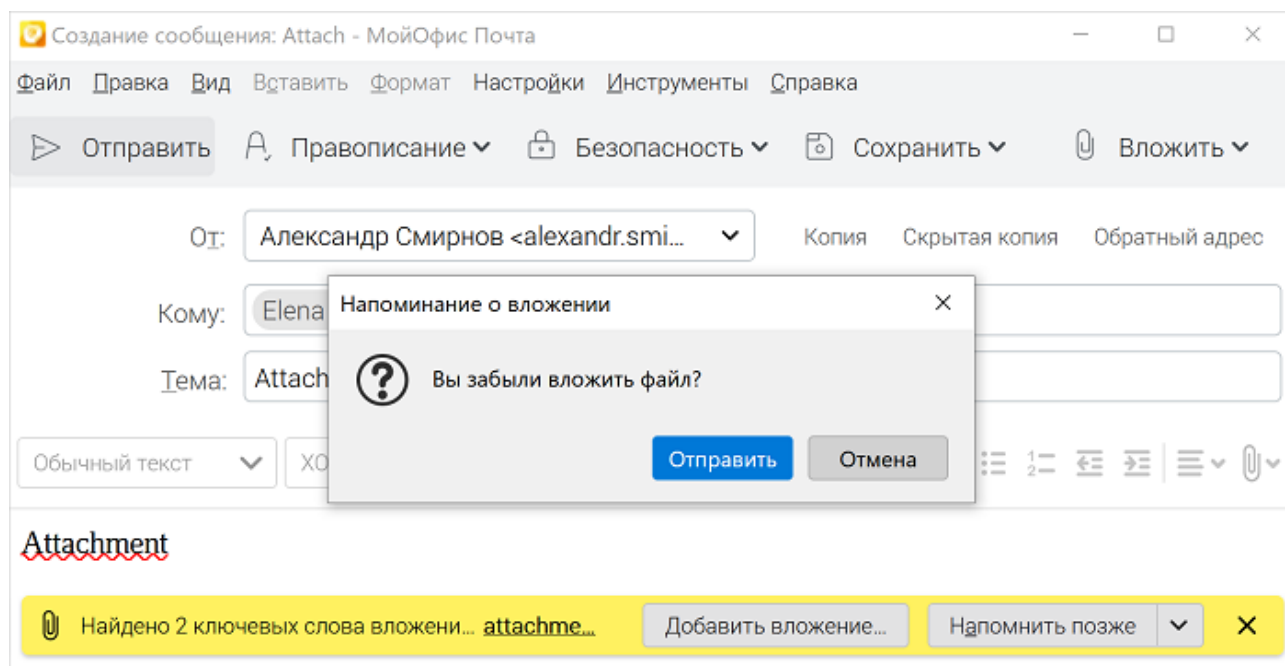 Создание сообщения: Attach - МойОфис Почта
Файл Правка Вид Вставить Формат Настройки Инструменты Справка
Отправить Правописание Безопасность Сохранить Вложить
От: Александр Смирнов <alexandr.smi... Копия Скрытая копия Обратный адрес
Кому: Elena
Тема: Attach
Напоминание о вложении
Вы забыли вложить файл?
Отправить Отмена
Обычный текст
Attachment
Найдено 2 ключевых слова вложени... attachme... Добавить вложение... Напомнить позже